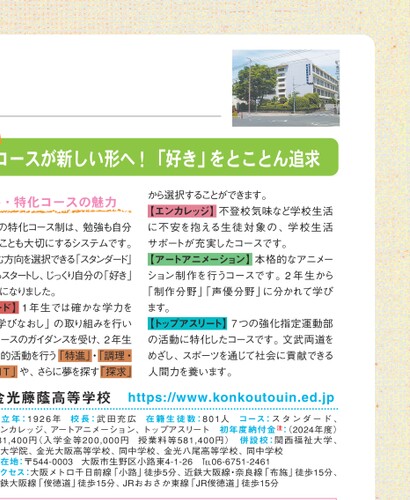 コースが新しい形へ！「好き」をとことん追求
・特化コースの魅力
の特化コース制は、勉強も自分
ことも大切にするシステムです。
む方向を選択できる「スタンダード」
スタートし、じっくり自分の「好き」
になりました。
ード】1年生では確かな学力を
学びなおし」の取り組みを行い
ースのガイダンスを受け、2年生
的活動を行う「特進」・「調理・
IT」や、さらに夢を探す「探求」
から選択することができます。
【エンカレッジ】不登校気味など学校生活
に不安を抱える生徒対象の、学校生活
サポートが充実したコースです。
【アートアニメーション】本格的なアニメー
ション制作を行うコースです。2年生から
「制作分野」「声優分野」に分かれて学び
ます。
【トップアスリート】7つの強化指定運動部
の活動に特化したコースです。文武両道を
めざし、スポーツを通じて社会に貢献できる
人間力を養います。
金光藤蔭高等学校 https://www.konkoutouin.ed.jp
立年：1926年 校長：武田充広 在籍生徒数：801人 コース：スタンダード、
ンカレッジ、アートアニメーション、トップアスリート 初年度納付金注：（2024年度）
81,400円（入学金等200,000円 授業料等581,400円） 併設校：関西福祉大学、
大学院、金光大阪高等学校、同中学校、金光八尾高等学校、同中学校
在地：〒544-0003 大阪市生野区小路東4-1-26 ℡06-6751-2461
クセス：大阪メトロ千日前線「小路」徒歩5分、近鉄大阪線・奈良線「布施」徒歩15分、
鉄大阪線「俊徳道」徒歩15分、JRおおさか東線「JR俊徳道」徒歩15分